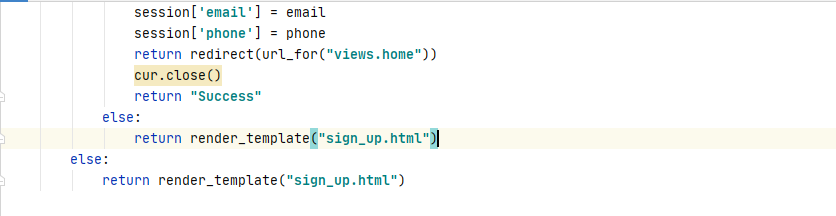 session['email'] = email
session['phone'] = phone
return redirect(url_for("views.home"))
cur.close()
return "Success"
else:
return render_template("sign_up.html")
else:
return render_template("sign_up.html")